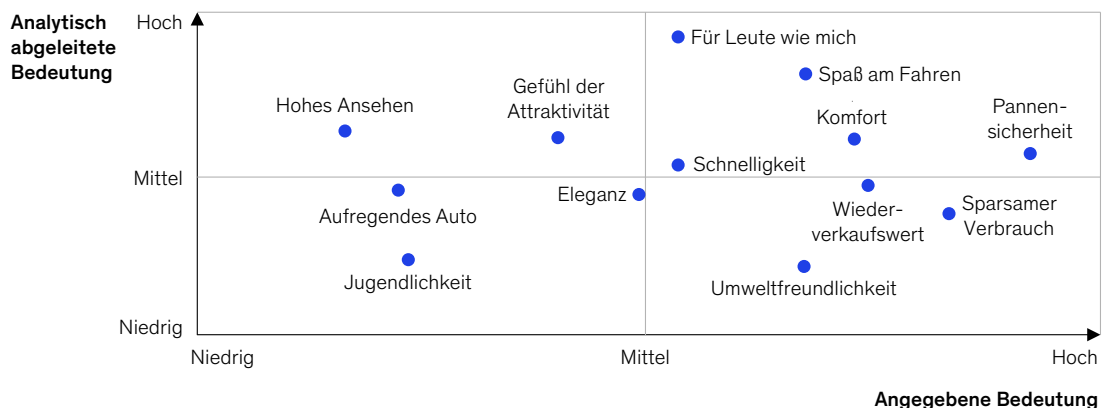 Analytisch
abgeleitete
Bedeutung
Hoch
Für Leute wie mich
Spaß am Fahren
Gefühl der
Attraktivität
Hohes Ansehen
Komfort
Pannen-
sicherheit
Mittel
Schnelligkeit
Eleganz
Aufregendes Auto
Wieder-
verkaufswert
Sparsamer
Verbrauch
Jugendlichkeit
Umweltfreundlichkeit
Niedrig
Niedrig
Mittel
Hoch
Angegebene Bedeutung